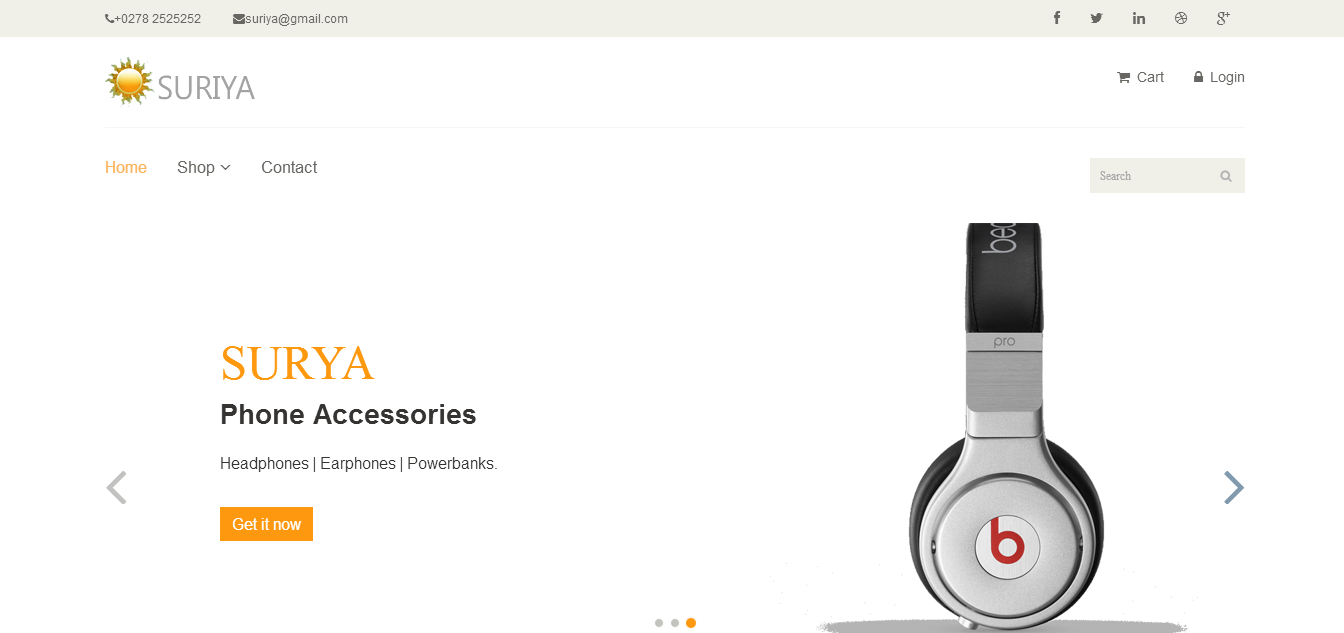 +0278 2525252 suriya@gmail.com
SURIYA
Cart Login
Home Shop Contact
Search
SURYA
Phone Accessories
Headphones | Earphones | Powerbanks.
Get it now
pro
b